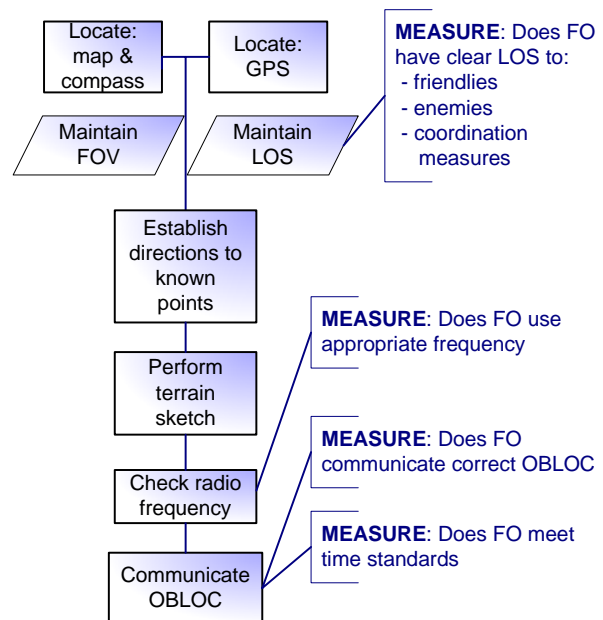 Locate:
map &
compass
Locate:
GPS
MEASURE: Does FO
have clear LOS to:
- friendlies
- enemies
- coordination
measures
Maintain
FOV
Maintain
LOS
Establish
directions to
known
points
MEASURE: Does FO use
appropriate frequency
Perform
terrain
sketch
MEASURE: Does FO
communicate correct OBLOC
Check radio
frequency
MEASURE: Does FO meet
time standards
Communicate
OBLOC